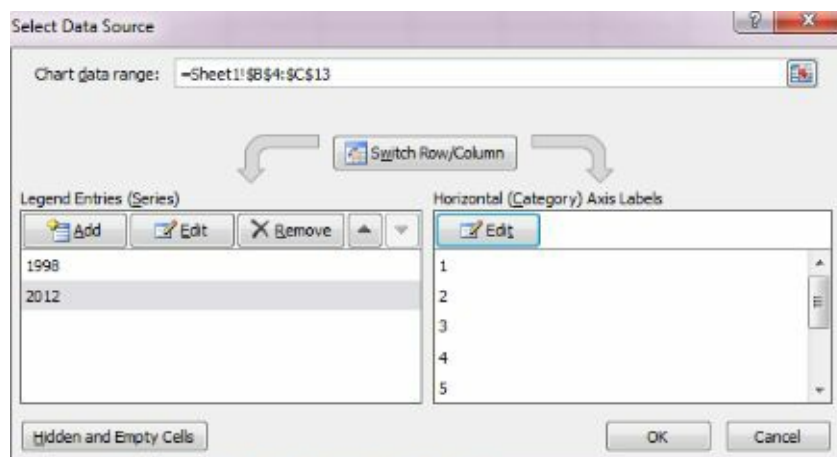 Select Data Source
Chart data range: =Sheet1!$B$4:$C$13
Switch Row/Column
Legend Entries (Series)
Add Edit Remove
1998
2012
Horizontal (Category) Axis Labels
Edit
1
2
3
4
5
Hidden and Empty Cells
OK Cancel